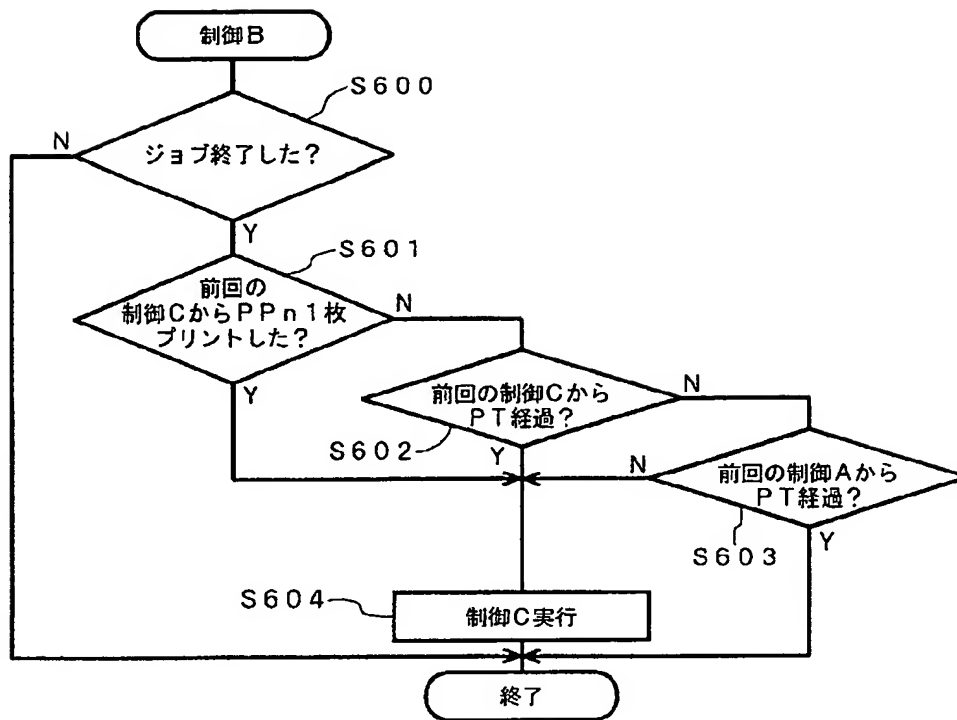 制御B
S600
N
ジョブ終了した?
Y
S601
前回の
制御CからPPn1枚
プリントした?
N
Y
前回の制御Cから
PT経過?
N
S602
Y
N
前回の制御Aから
PT経過?
S603
Y
S604
制御C実行
終了